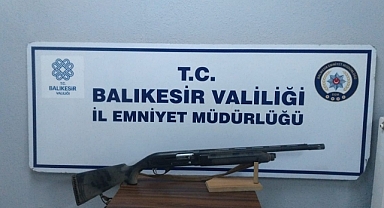 T.C.
BALIKESİR VALİLİĞİ
İL EMNİYET MÜDÜRLÜĞÜ
T.C.
BALIKESİR
VALİLİĞİ